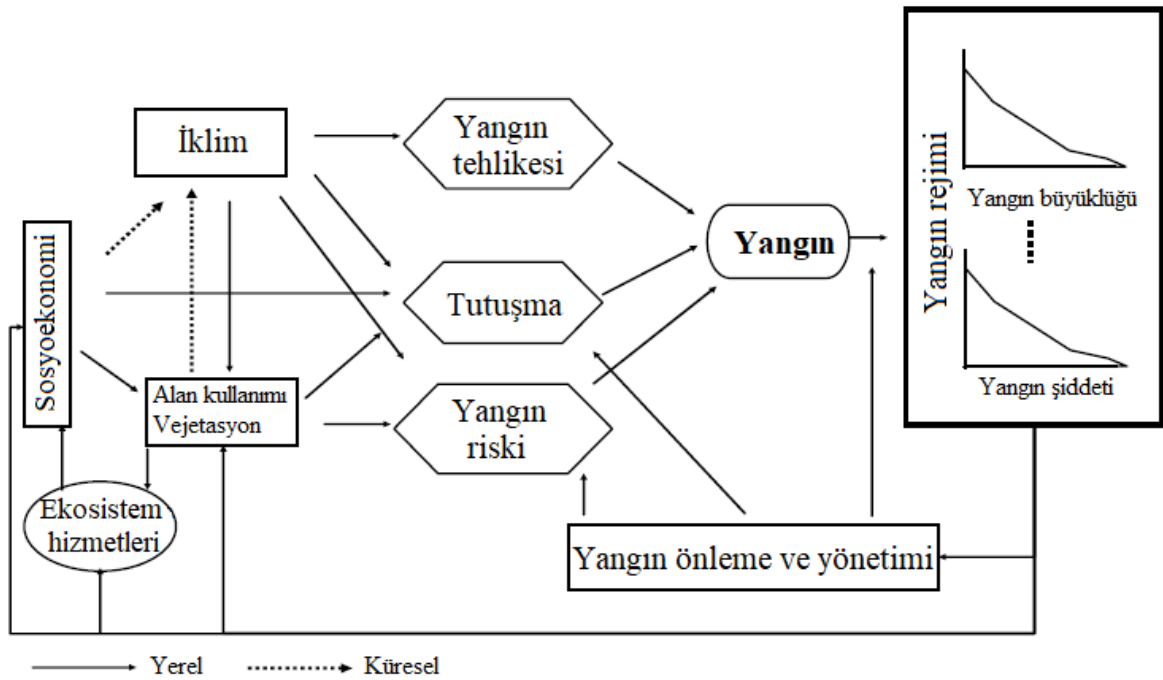 İklim
Yangın
tehlikesi
Yangın
Tutuşma
Sosyoekonomi
Alan kullanımı
Vejetasyon
Yangın
riski
Ekosistem
hizmetleri
Yangın önleme ve yönetimi
Yangın rejimi
Yangın büyüklüğü
Yangın şiddeti
Yerel
Küresel